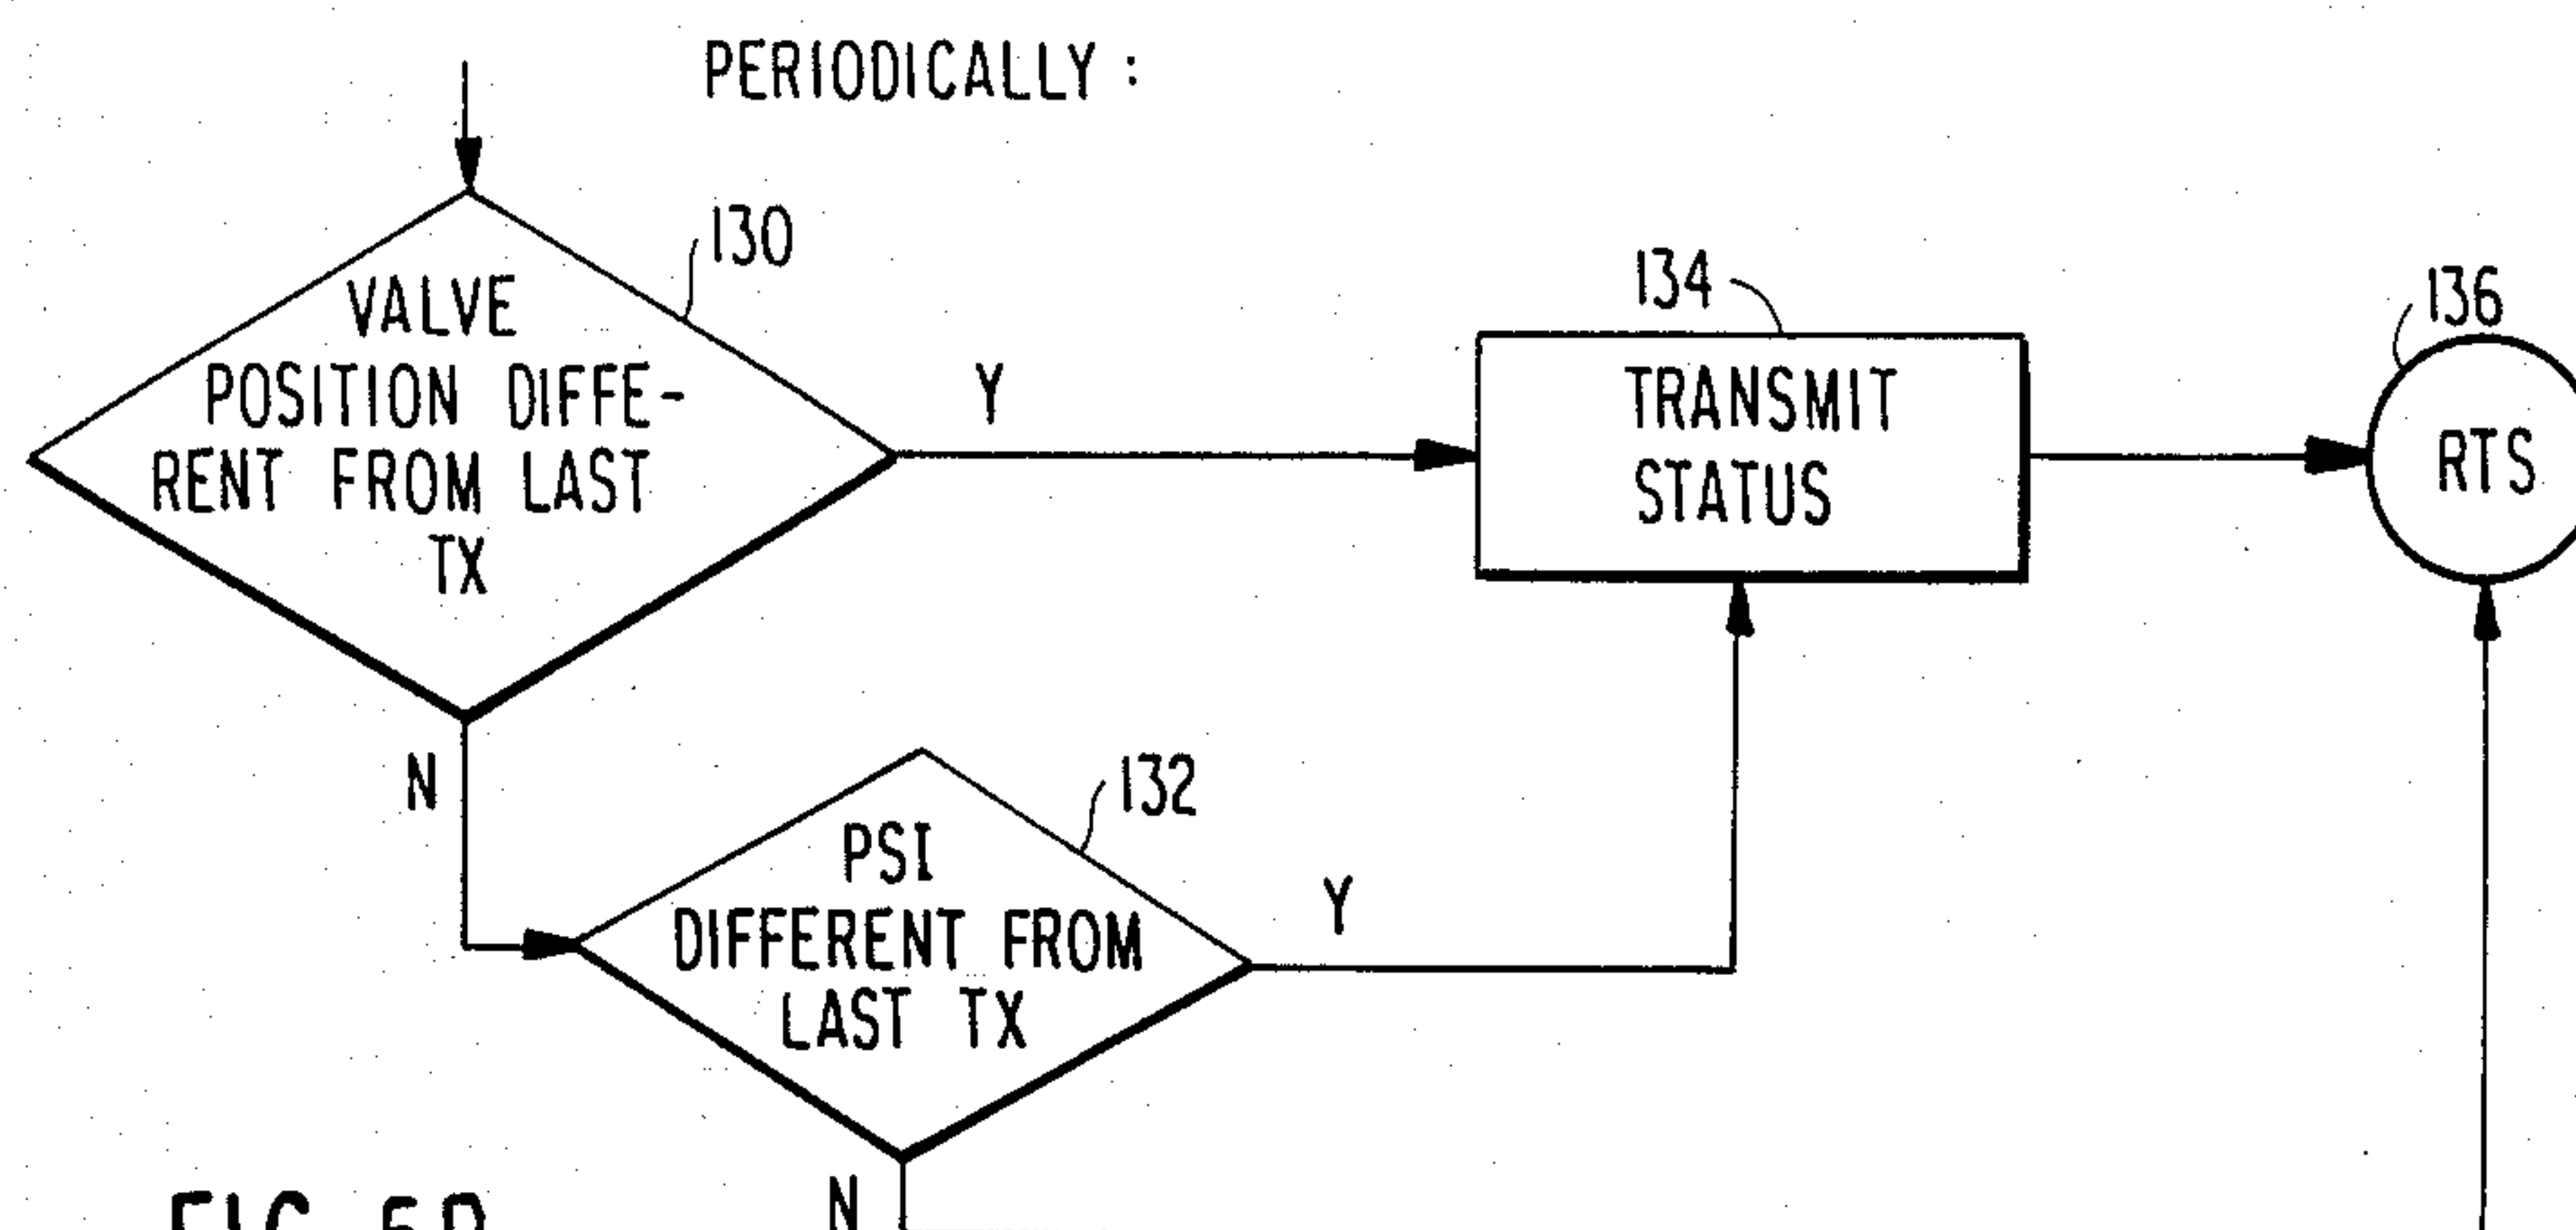 PERIODICALLY :
130
VALVE
POSITION DIFFE-
RENT FROM LAST
TX
Y
134
TRANSMIT
STATUS
136
RTS
N
132
PSI
DIFFERENT FROM
LAST TX
Y
N